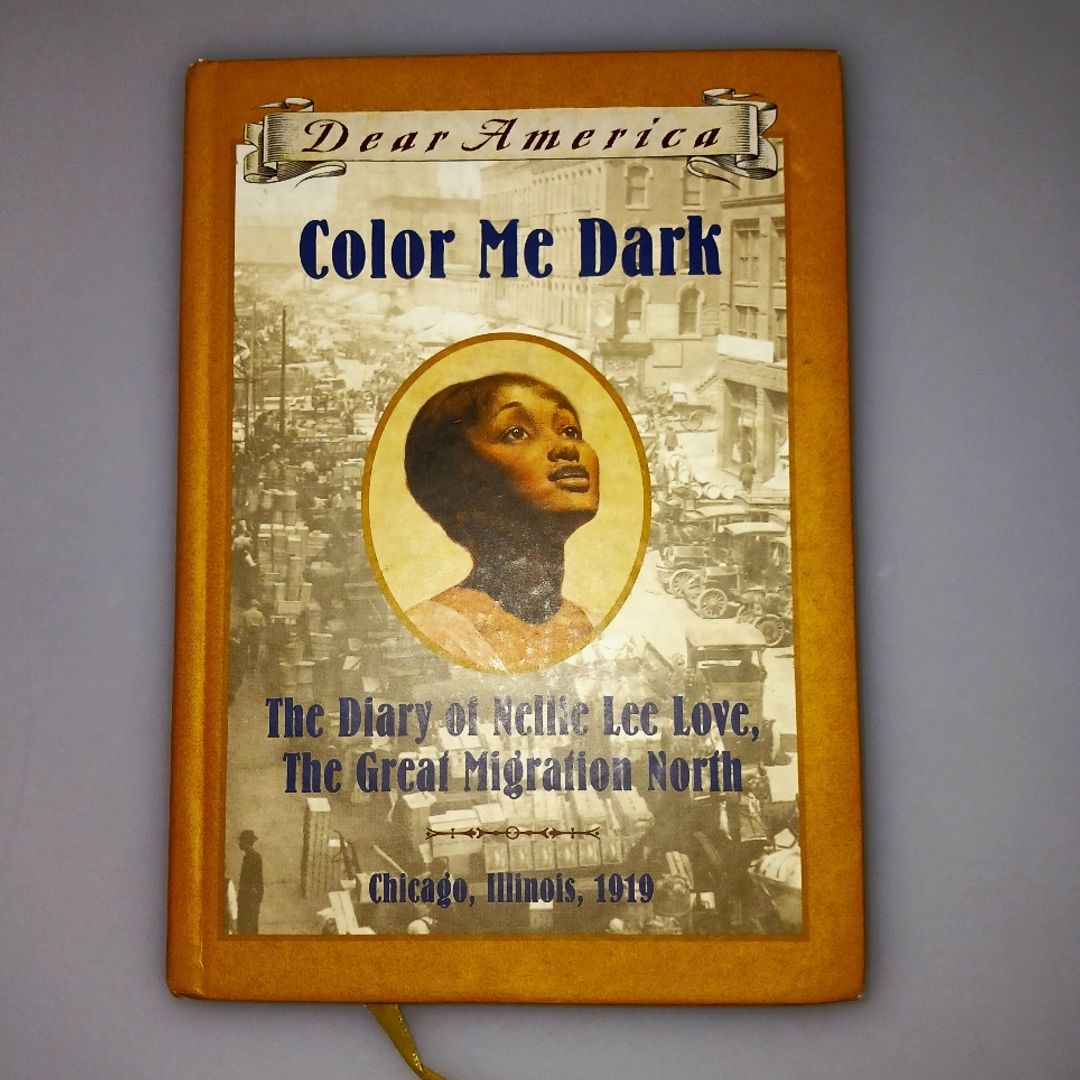 Dear America
Color Me Dark
The Diary of Nellie Lee Love,
The Great Migration North
Chicago, Illinois, 1919